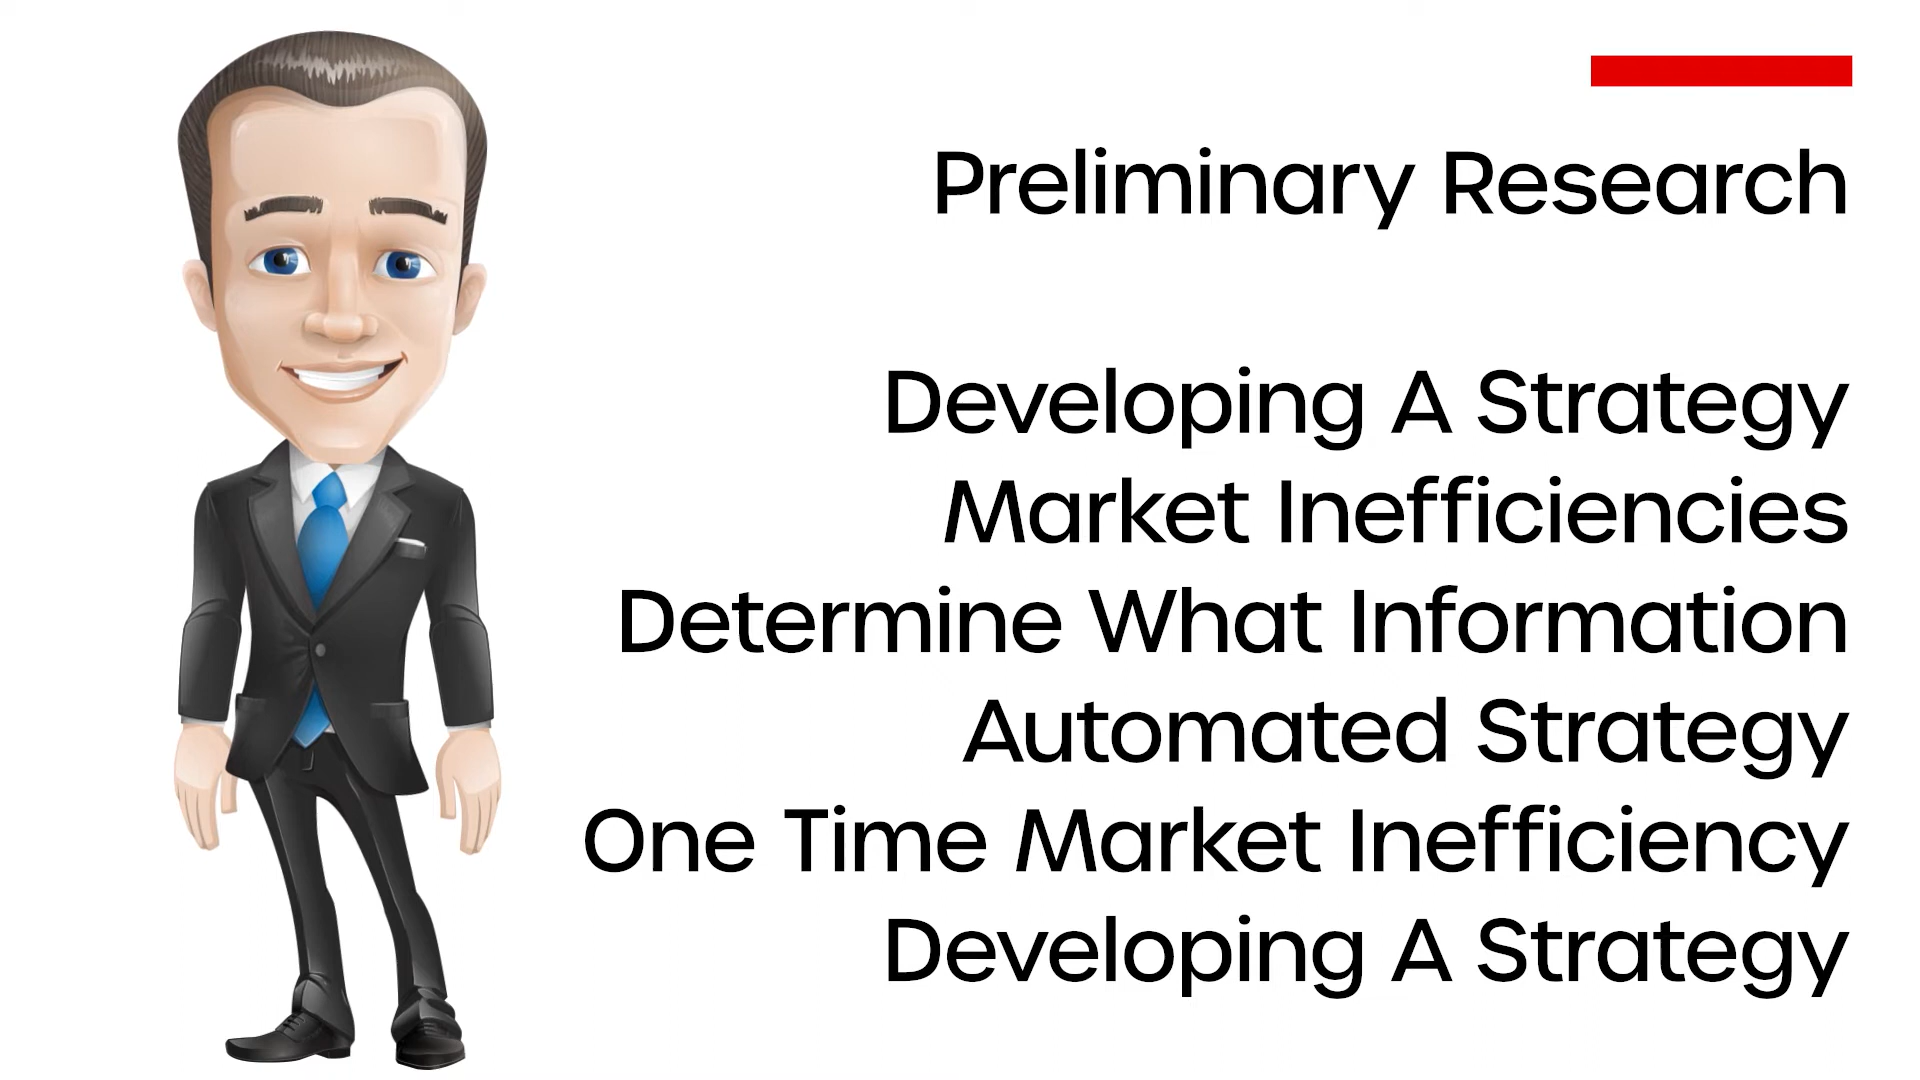 Preliminary Research
Developing A Strategy
Market Inefficiencies
Determine What Information
Automated Strategy
One Time Market Inefficiency
Developing A Strategy